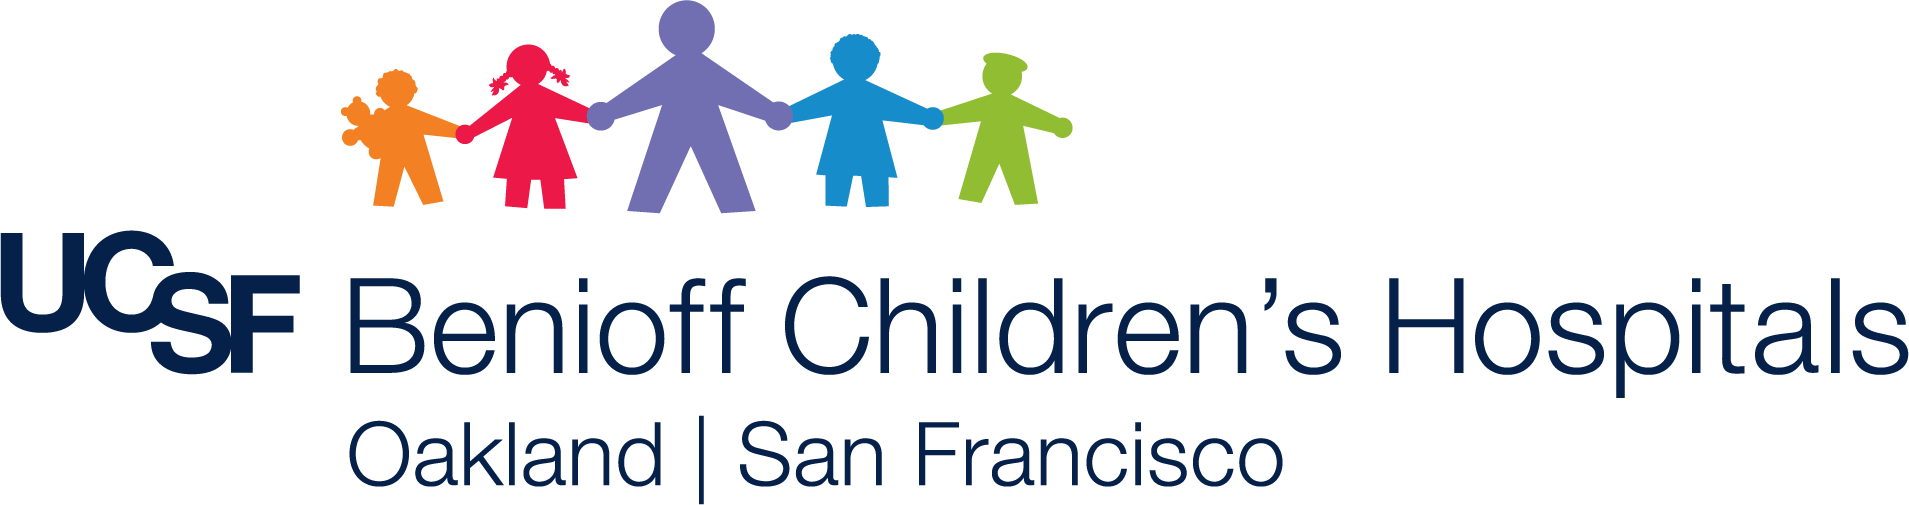 UCSF Benioff Children’s Hospitals
Oakland | San Francisco